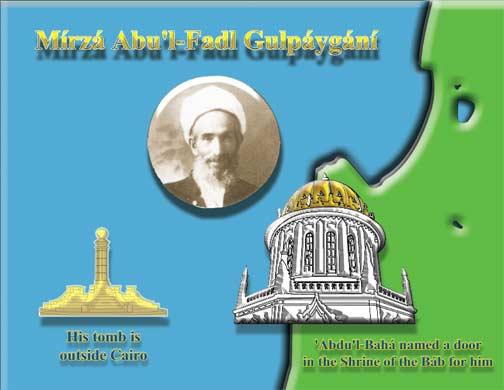 Mírzá Abu'l-Fadl Gulpáygání
His tomb is
outside Cairo
'Abdu'l-Bahá named a door
in the Shrine of the Báb for him